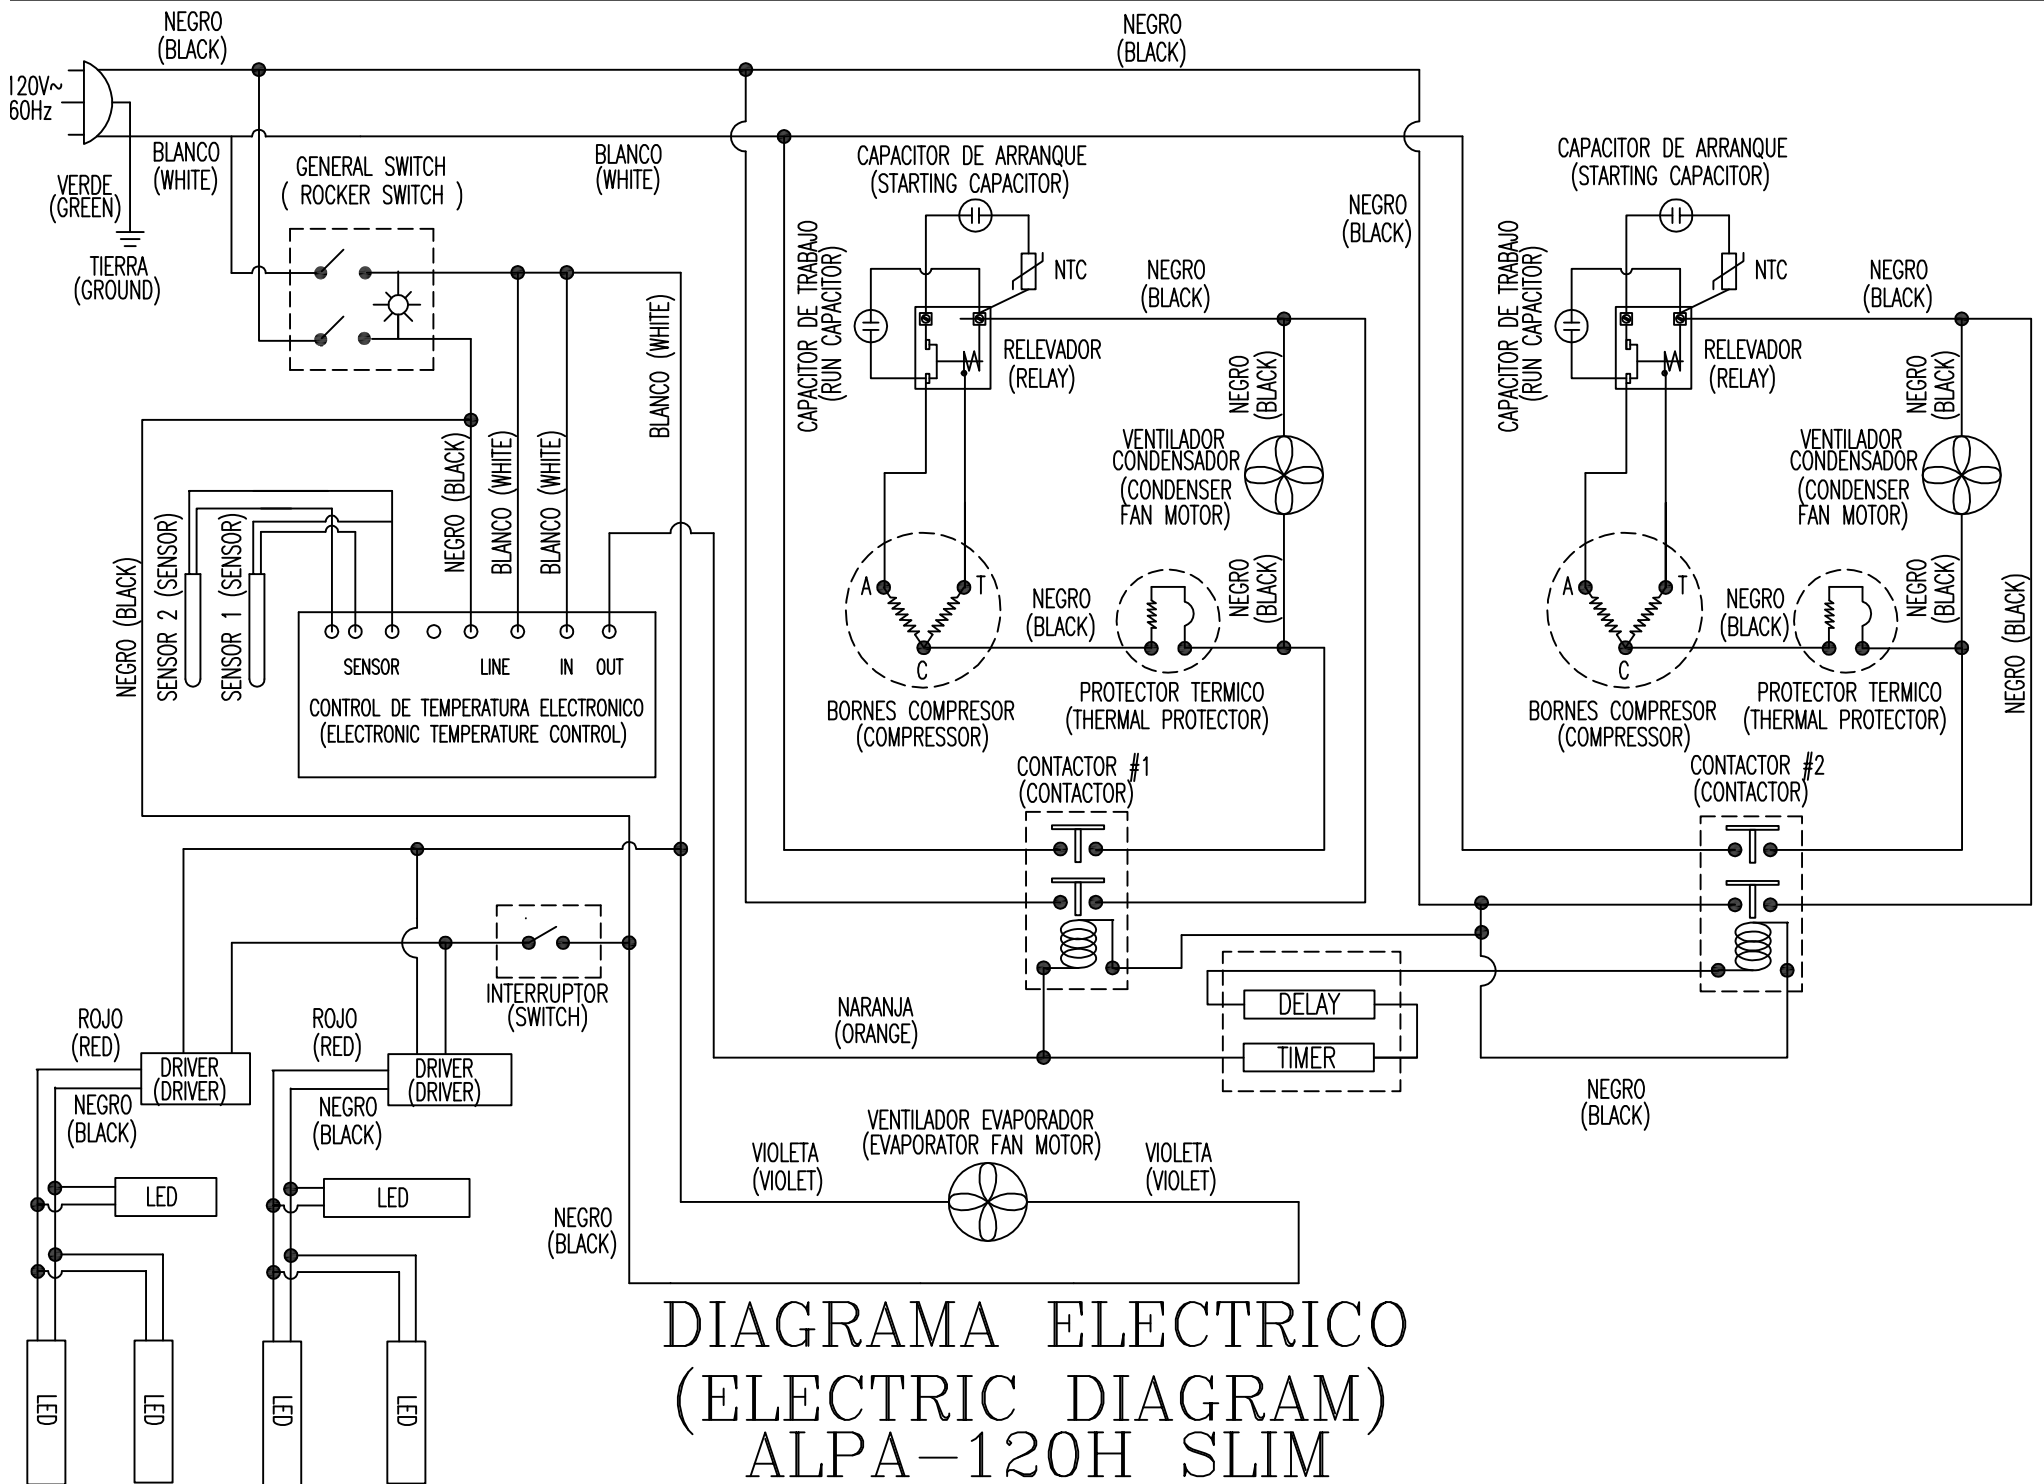 NEGRO
(BLACK)
NEGRO
(BLACK)
120V~
60Hz
BLANCO
(WHITE)
VERDE
(GREEN)
TIERRA
(GROUND)
GENERAL SWITCH
( ROCKER SWITCH )
BLANCO
(WHITE)
CAPACITOR DE ARRANQUE
(STARTING CAPACITOR)
CAPACITOR DE TRABAJO
(RUN CAPACITOR)
NTC
NEGRO
(BLACK)
NEGRO
(BLACK)
RELEVADOR
(RELAY)
NEGRO
(BLACK)
VENTILADOR
CONDENSADOR
(CONDENSER
FAN MOTOR)
NEGRO
(BLACK)
A
T
C
NEGRO
(BLACK)
BORNES COMPRESOR
(COMPRESSOR)
PROTECTOR TERMICO
(THERMAL PROTECTOR)
CONTACTOR #1
(CONTACTOR)
CAPACITOR DE ARRANQUE
(STARTING CAPACITOR)
CAPACITOR DE TRABAJO
(RUN CAPACITOR)
NTC
NEGRO
(BLACK)
RELEVADOR
(RELAY)
NEGRO
(BLACK)
VENTILADOR
CONDENSADOR
(CONDENSER
FAN MOTOR)
NEGRO
(BLACK)
NEGRO (BLACK)
A
T
C
NEGRO
(BLACK)
BORNES COMPRESOR
(COMPRESSOR)
PROTECTOR TERMICO
(THERMAL PROTECTOR)
CONTACTOR #2
(CONTACTOR)
BLANCO (WHITE)
NEGRO (BLACK)
BLANCO (WHITE)
BLANCO (WHITE)
NEGRO (BLACK)
SENSOR 2 (SENSOR)
SENSOR 1 (SENSOR)
SENSOR
LINE
IN
OUT
CONTROL DE TEMPERATURA ELECTRONICO
(ELECTRONIC TEMPERATURE CONTROL)
INTERRUPTOR
(SWITCH)
NARANJA
(ORANGE)
DELAY
TIMER
NEGRO
(BLACK)
ROJO
(RED)
ROJO
(RED)
DRIVER
(DRIVER)
DRIVER
(DRIVER)
NEGRO
(BLACK)
NEGRO
(BLACK)
VENTILADOR EVAPORADOR
(EVAPORATOR FAN MOTOR)
VIOLETA
(VIOLET)
VIOLETA
(VIOLET)
NEGRO
(BLACK)
LED
LED
LED
LED
LED
LED
DIAGRAMA ELECTRICO
(ELECTRIC DIAGRAM)
ALPA-120H SLIM